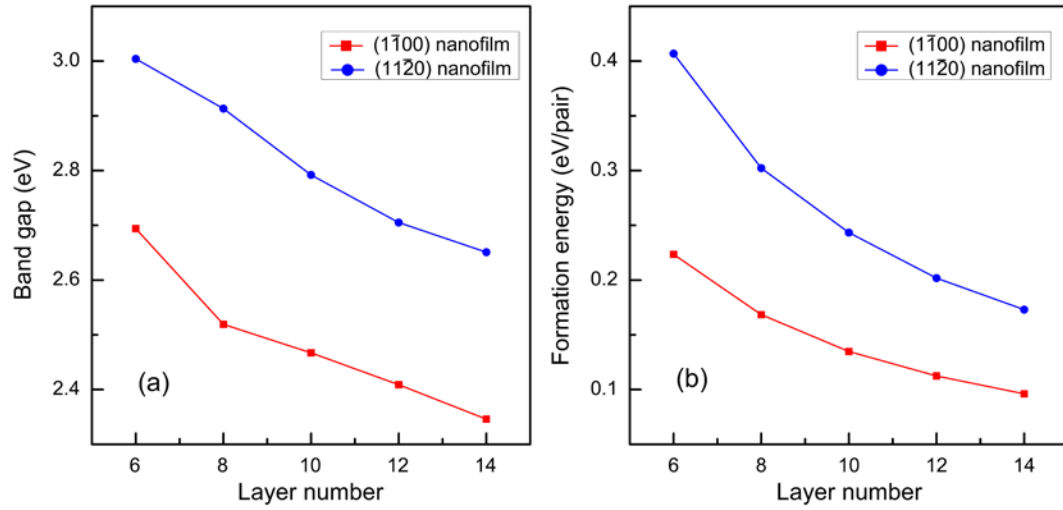 (11̅00) nanofilm
(112̅0) nanofilm
Band gap (eV)
3.0
2.8
2.6
2.4
(a)
6 8 10 12 14
Layer number
(11̅00) nanofilm
(112̅0) nanofilm
Formation energy (eV/pair)
0.4
0.3
0.2
0.1
(b)
6 8 10 12 14
Layer number